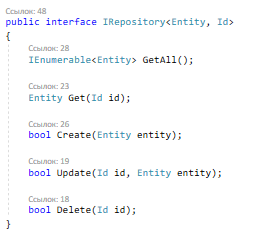 Ссылок: 48
public interface IRepository<Entity, Id>
{
Ссылок: 28
IEnumerable<Entity> GetAll();
Ссылок: 23
Entity Get(Id id);
Ссылок: 26
bool Create(Entity entity);
Ссылок: 19
bool Update(Id id, Entity entity);
Ссылок: 18
bool Delete(Id id);
}